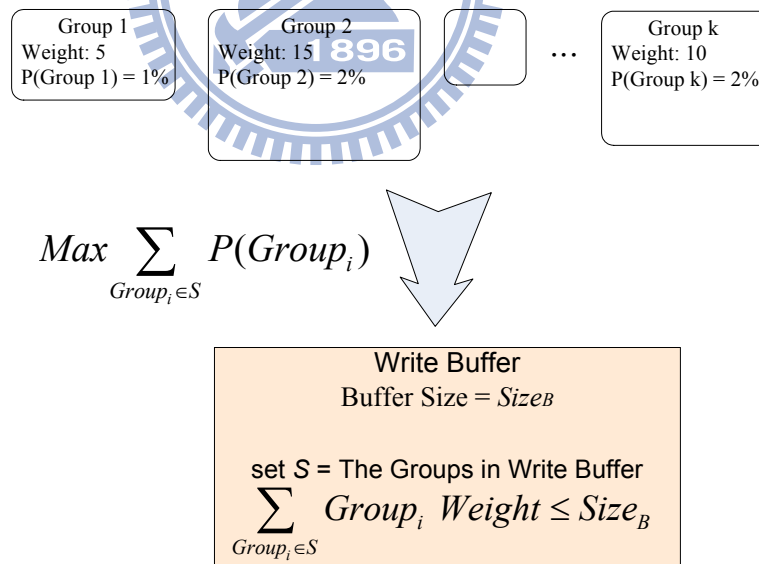 Group 1
Weight: 5
P(Group 1) = 1%
Group 2
Weight: 15
P(Group 2) = 2%
1896
...
Group k
Weight: 10
P(Group k) = 2%
Max ∑ P(Group_i)
Group_i∈S
Write Buffer
Buffer Size = Size_B
set S = The Groups in Write Buffer
∑ Group_i Weight ≤ Size_B
Group_i∈S